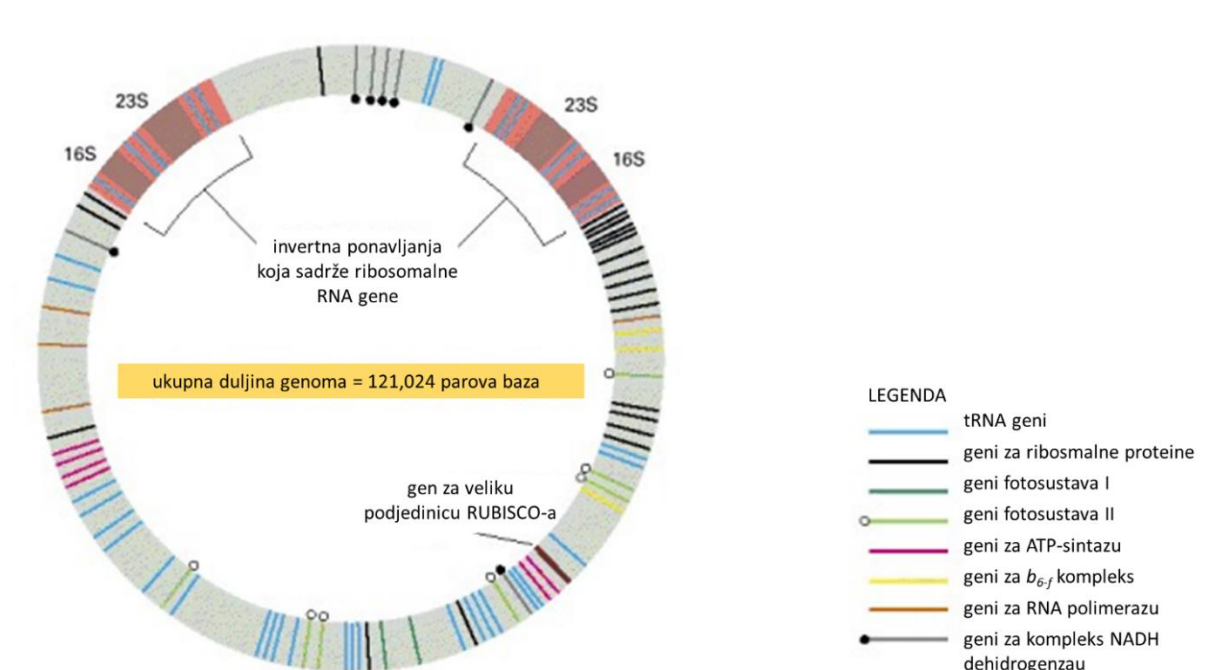 23S
16S
23S
16S
invertna ponavljanja
koja sadrže ribosomalne
RNA gene
ukupna duljina genoma = 121,024 parova baza
gen za veliku
podjedinicu RUBISCO-a
LEGENDA
tRNA geni
geni za ribosmalne proteine
geni fotosustava I
geni fotosustava II
geni za ATP-sintazu
geni za b6-f kompleks
geni za RNA polimerazu
geni za kompleks NADH
dehidrogenzau